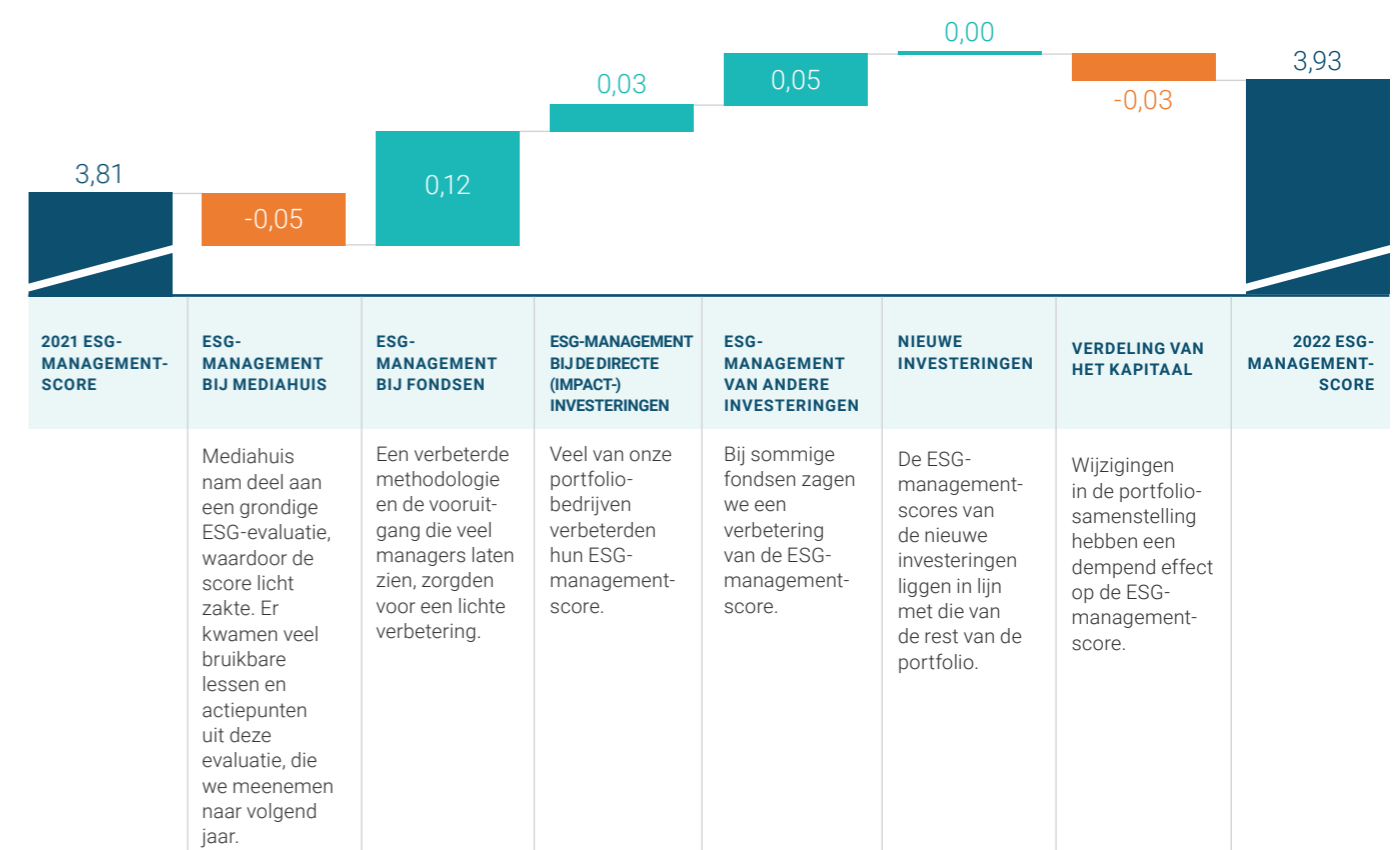 0,00
3,93
0,03
0,05
-0,03
3,81
0,12
-0,05
2021 ESG-
MANAGEMENT-
SCORE
ESG-
MANAGEMENT
BIJ MEDIAHUIS
ESG-
MANAGEMENT
BIJ FONDSEN
ESG-MANAGEMENT
BIJ DE DIRECTE
(IMPACT-)
INVESTERINGEN
ESG-
MANAGEMENT
VAN ANDERE
INVESTERINGEN
NIEUWE
INVESTERINGEN
VERDELING VAN
HET KAPITAAL
2022 ESG-
MANAGEMENT-
SCORE
Mediahuis
nam deel aan
een grondige
ESG-evaluatie,
waardoor de
score licht
zakte. Er
kwamen veel
bruikbare
lessen en
actiepunten
uit deze
evaluatie, die
we meenemen
naar volgend
jaar.
Een verbeterde
methodologie
en de vooruit-
gang die veel
managers laten
zien, zorgden
voor een lichte
verbetering.
Veel van onze
portfolio-
bedrijven
verbeterden
hun ESG-
management-
score.
Bij sommige
fondsen zagen
we een
verbetering
van de ESG-
management-
score.
De ESG-
management-
scores van
de nieuwe
investeringen
liggen in lijn
met die van
de rest van de
portfolio.
Wijzigingen
in de portfolio-
samenstelling
hebben een
dempend effect
op de ESG-
management-
score.